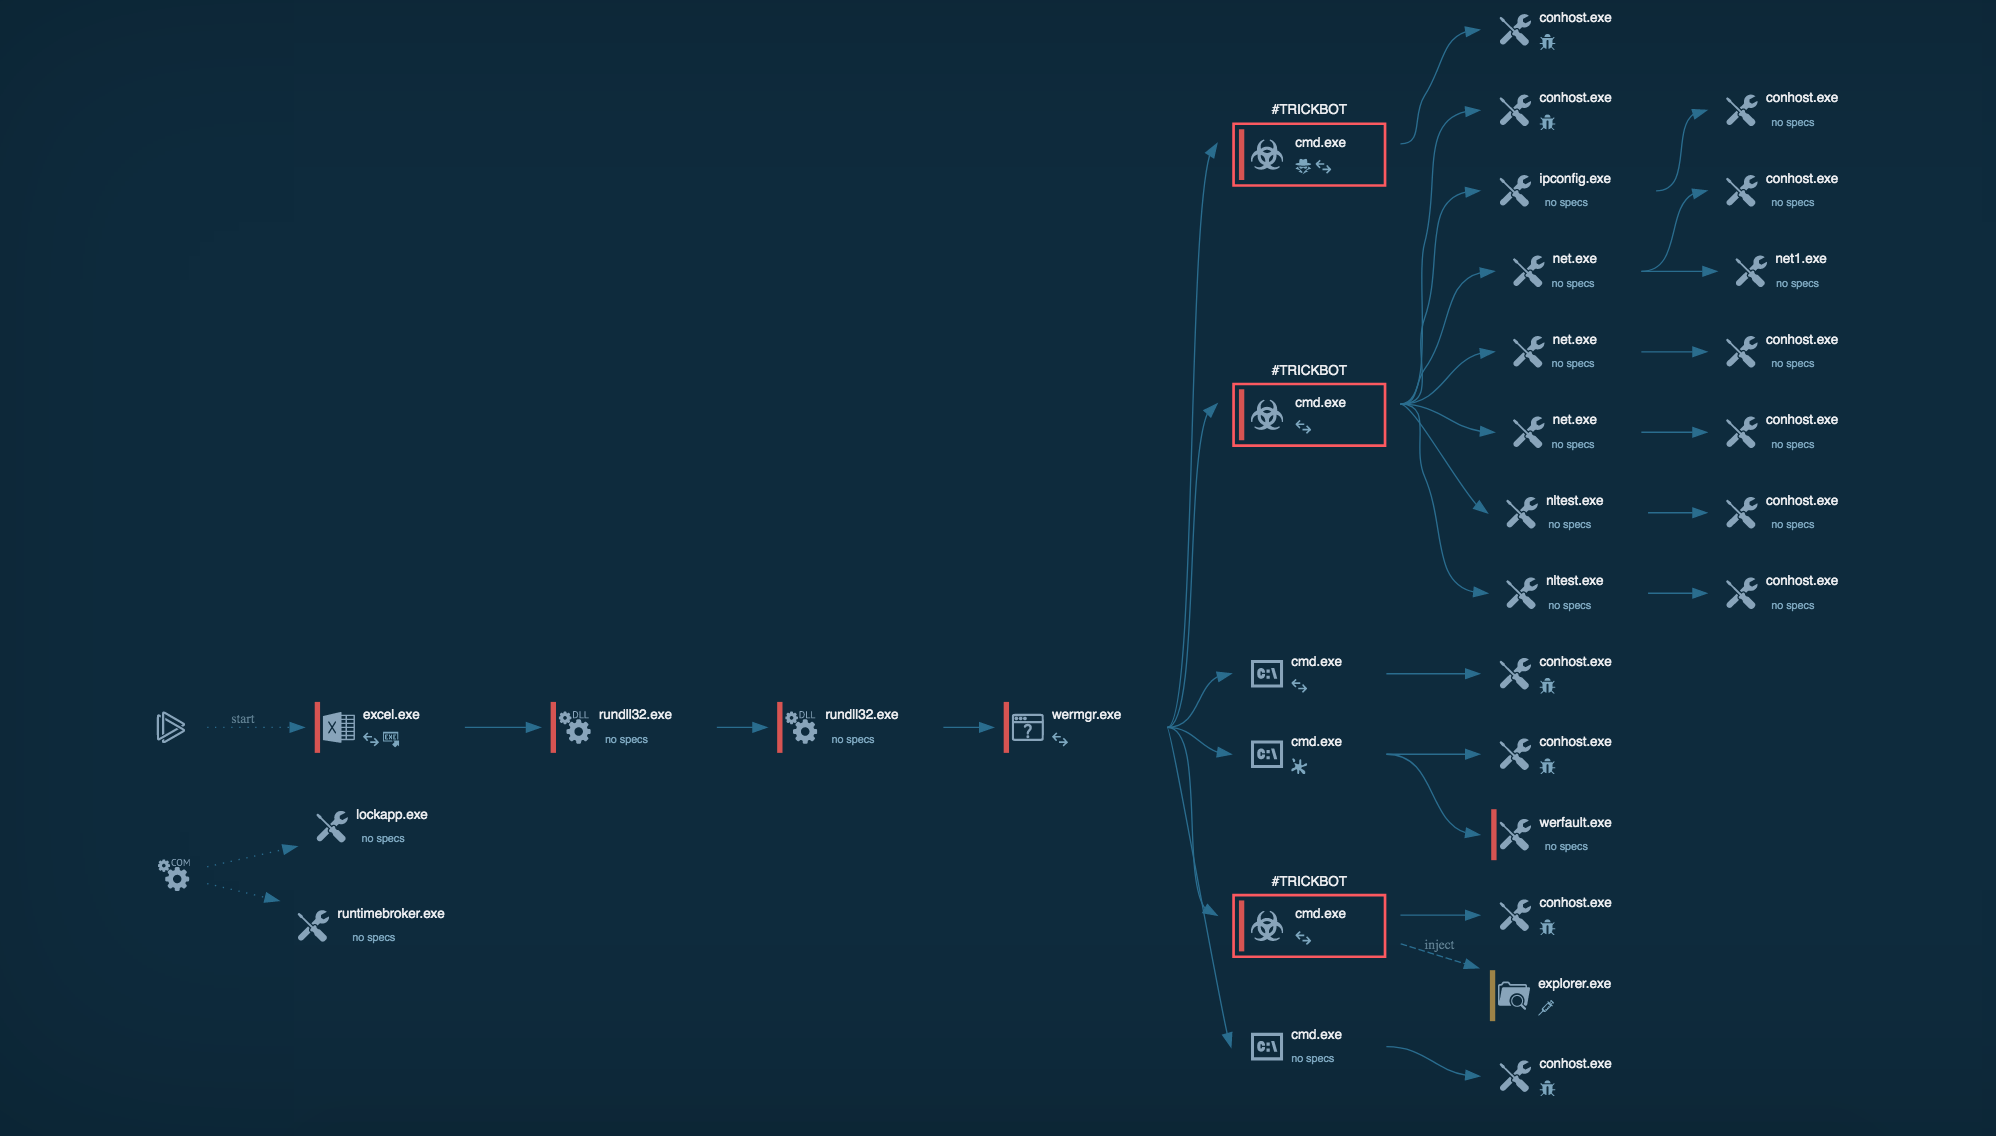 conhost.exe
#TRICKBOT
cmd.exe
conhost.exe
conhost.exe
no specs
ipconfig.exe
no specs
conhost.exe
no specs
net.exe
no specs
net1.exe
no specs
#TRICKBOT
cmd.exe
net.exe
no specs
conhost.exe
no specs
net.exe
no specs
conhost.exe
no specs
nltest.exe
no specs
conhost.exe
no specs
nltest.exe
no specs
conhost.exe
no specs
start
excel.exe
EXE
DLL
rundll32.exe
no specs
DLL
rundll32.exe
no specs
wermgr.exe
C:\
cmd.exe
conhost.exe
C:\
cmd.exe
conhost.exe
werfault.exe
no specs
COM
lockapp.exe
no specs
runtimebroker.exe
no specs
#TRICKBOT
cmd.exe
conhost.exe
inject
explorer.exe
C:\
cmd.exe
no specs
conhost.exe